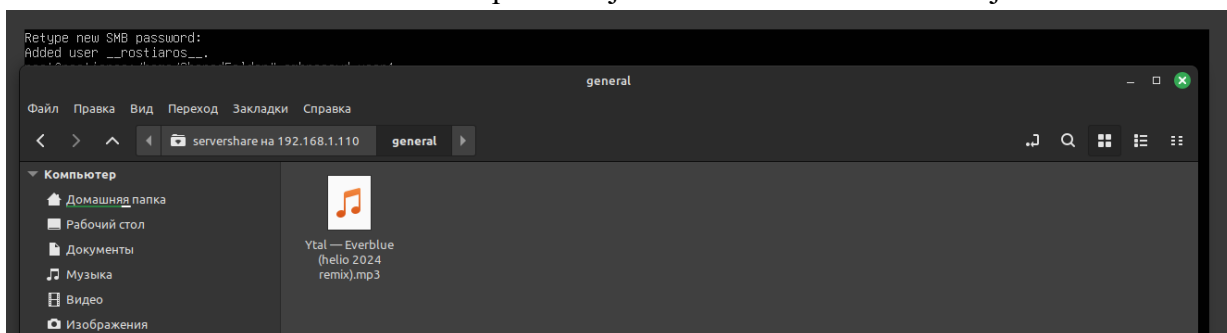 Retype new SMB password:
Added user __rostiaros__.
general
Файл Правка Вид Переход Закладки Справка
servershare на 192.168.1.110 general
Компьютер
Домашняя папка
Рабочий стол
Документы
Музыка
Видео
Изображения
Ytal — Everblue
(helio 2024
remix).mp3